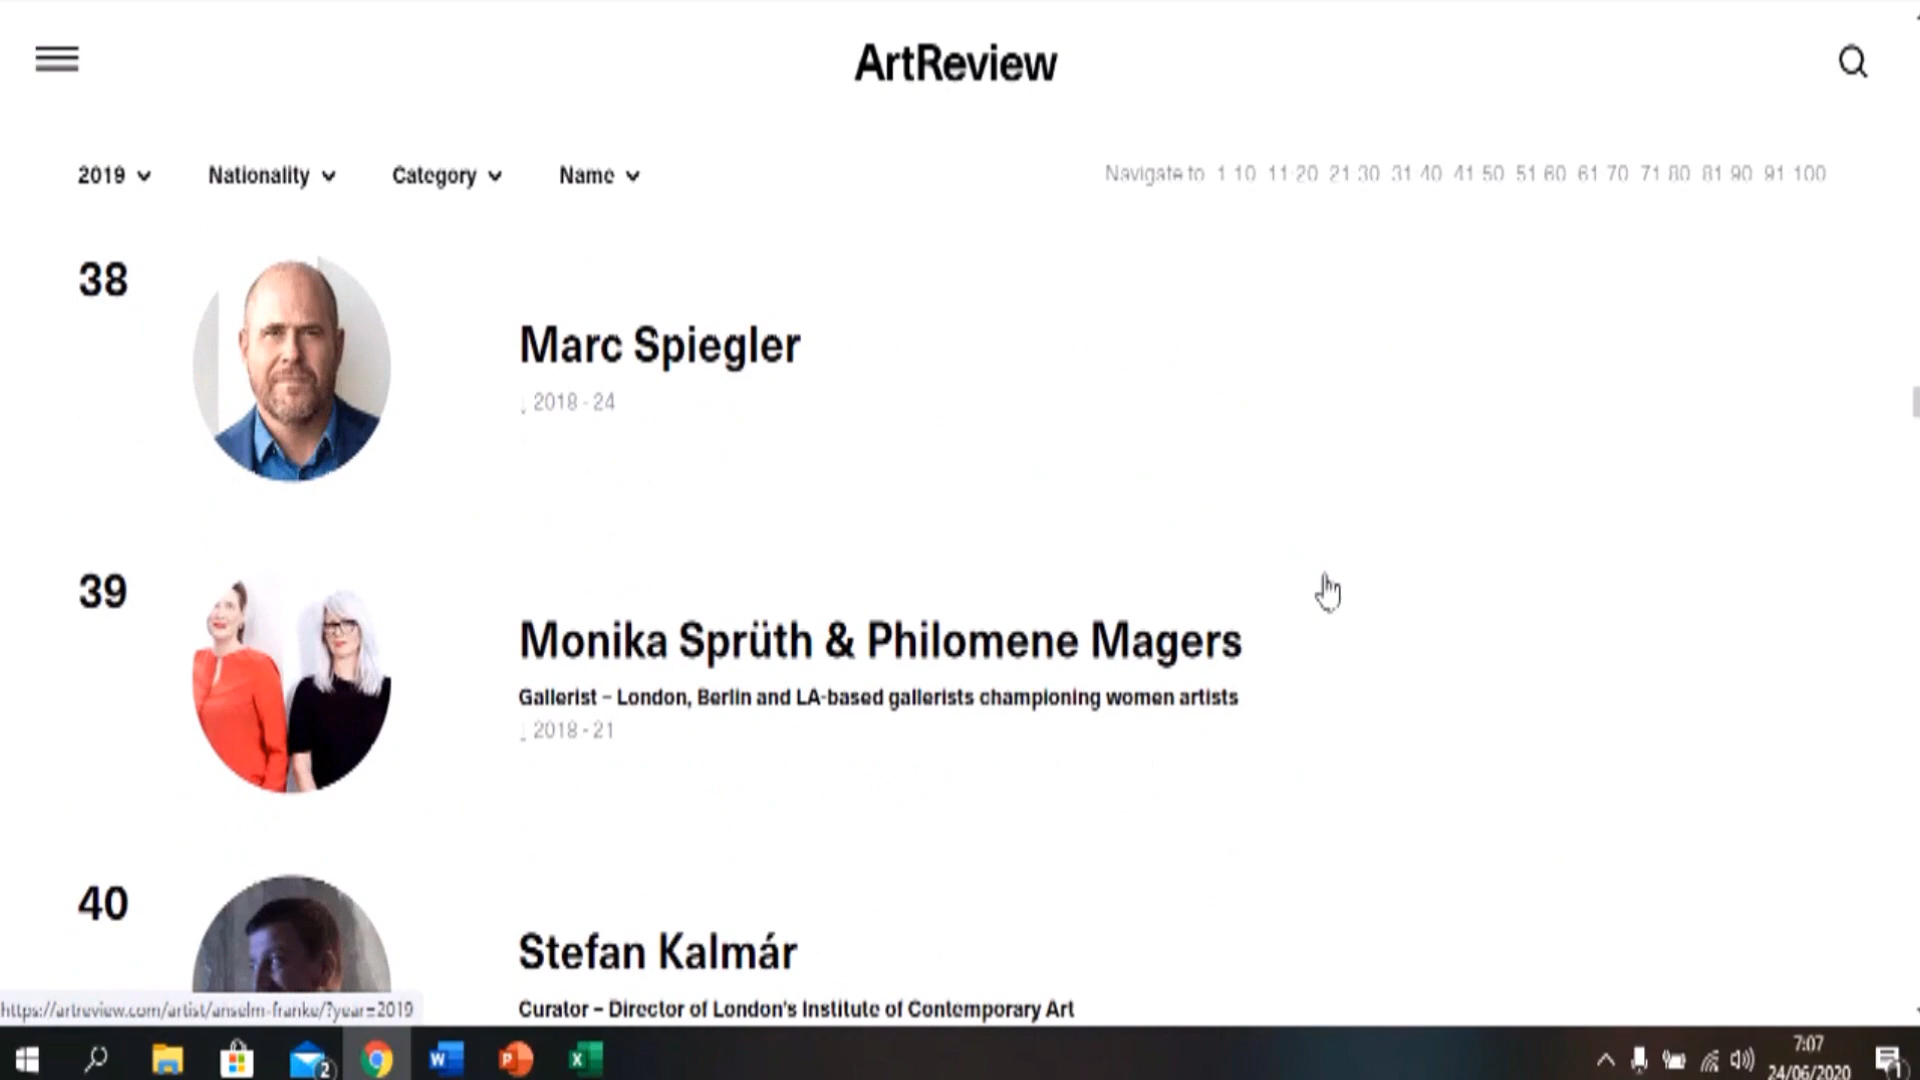 ArtReview
2019 Nationality Category Name Navigate to 1-10 11-20 21-30 31-40 41-50 51-60 61-70 71-80 81-90 91-100
38
Marc Spiegler
↓ 2018 - 24
39
Monika Sprüth & Philomene Magers
Gallerist – London, Berlin and LA-based gallerists championing women artists
↓ 2018 - 21
40
Stefan Kalmár
Curator – Director of London's Institute of Contemporary Art
https://artreview.com/artist/anselm-franke/?year=2019
2
7:07
24/06/2020
1